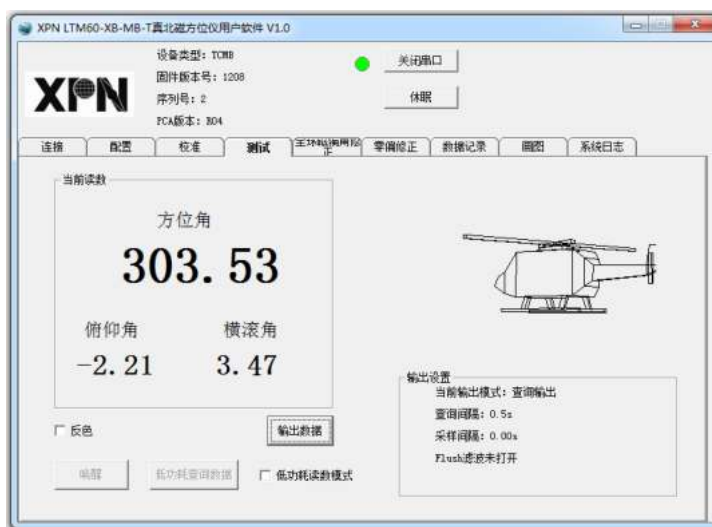 XPN LTM60-XB-MB-T真北磁方位仪用户软件 V1.0
设备类型: TCMB
固件版本号: 1208
序列号: 2
PCA版本: R04
关闭串口
休眠
XPN
连接 配置 校准 测试 正 零偏修正 数据记录 画图 系统日志
当前读数
方位角
303.53
俯仰角 横滚角
-2.21 3.47
输出设置
当前输出模式: 查询输出
查询间隔: 0.5s
采样间隔: 0.00s
Flush滤波未打开
反色 输出数据
唤醒 低功耗查询数据 低功耗读数模式